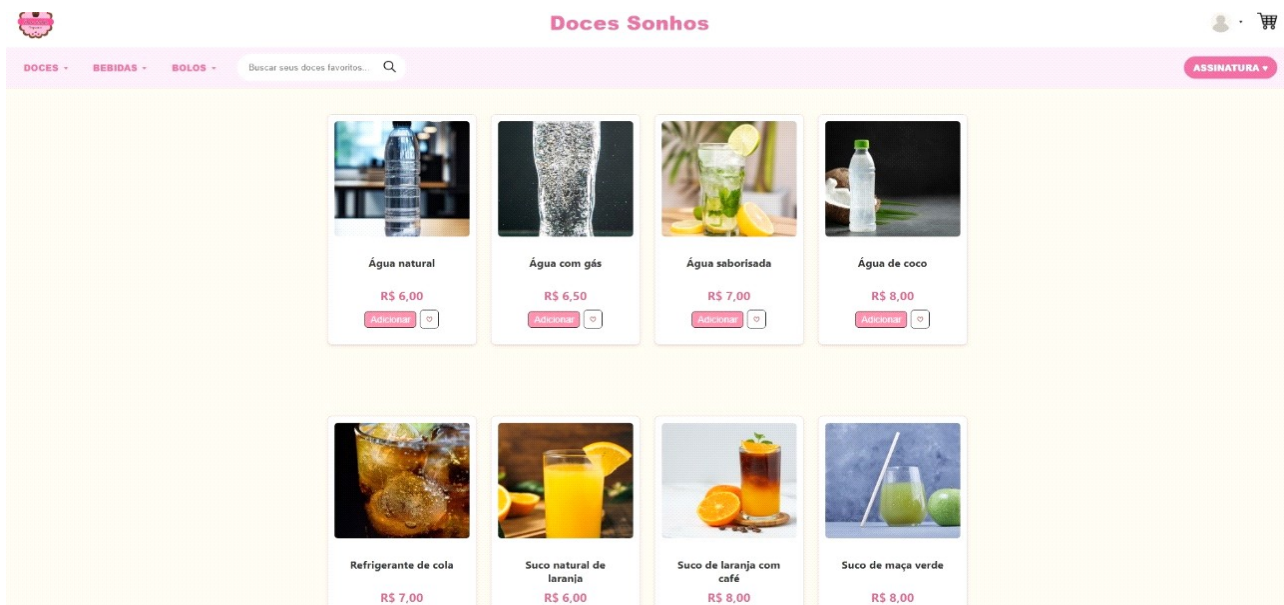 Doces Sonhos
DOCES
BEBIDAS
BOLOS
Buscar seus doces favoritos...
ASSINATURA ♥
Água natural
Água com gás
Água saborisada
Água de coco
R$ 6,00
R$ 6,50
R$ 7,00
R$ 8,00
Adicionar
Adicionar
Adicionar
Adicionar
Refrigerante de cola
Suco natural de
laranja
Suco de laranja com
café
Suco de maça verde
R$ 7,00
R$ 6,00
R$ 8,00
R$ 8,00